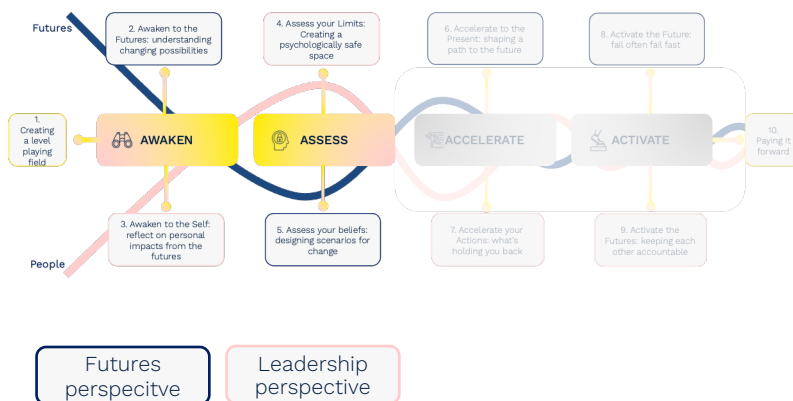 Futures
2. Awaken to the
Futures: understanding
changing possibilities
4. Assess your Limits:
Creating a
psychologically safe
space
6. Accelerate to the
Present: shaping a
path to the future
8. Activate the Future:
fail often fail fast
1.
Creating
a level
playing
field
AWAKEN
ASSESS
ACCELERATE
ACTIVATE
10.
Paying it
forward
3. Awaken to the Self:
reflect on personal
impacts from the
futures
5. Assess your beliefs:
designing scenarios for
change
7. Accelerate your
Actions: what's
holding you back
9. Activate the
Futures: keeping each
other accountable
People
Futures
perspecitve
Leadership
perspective